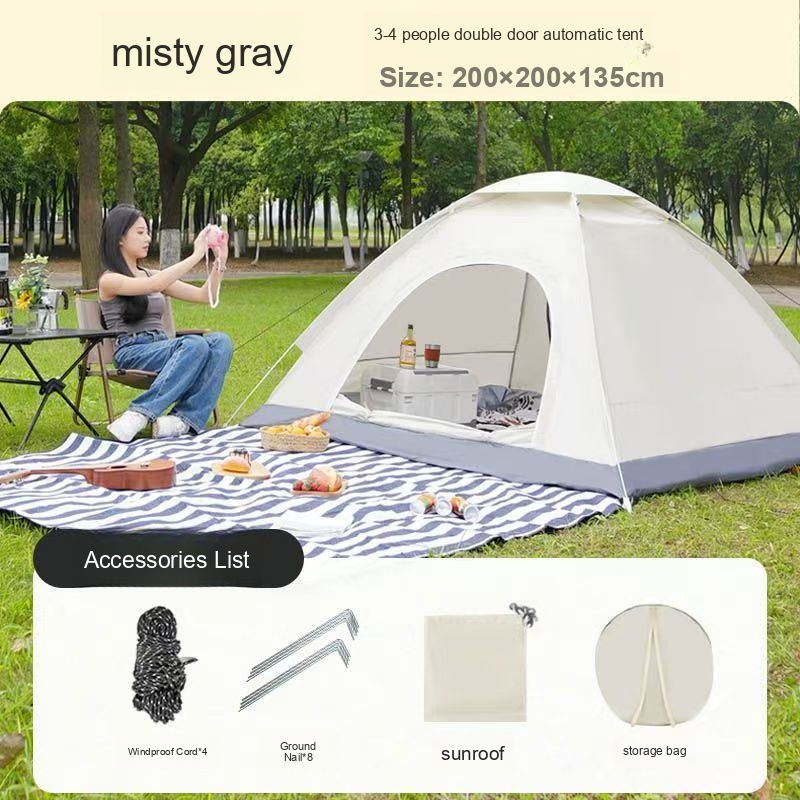 misty gray
3-4 people double door automatic tent
Size: 200×200×135cm
Accessories List
Windproof Cord*4
Ground
Nail*8
sunroof
storage bag